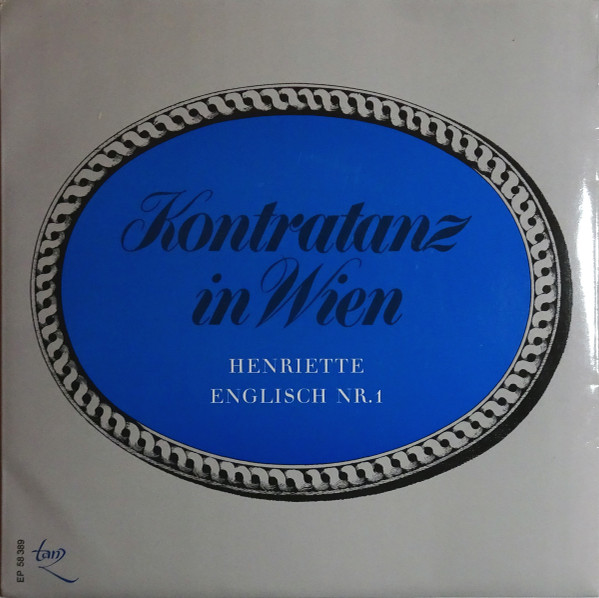 Kontratanz
in Wien
HENRIETTE
ENGLISCH NR.1
EP 58 389
tanz